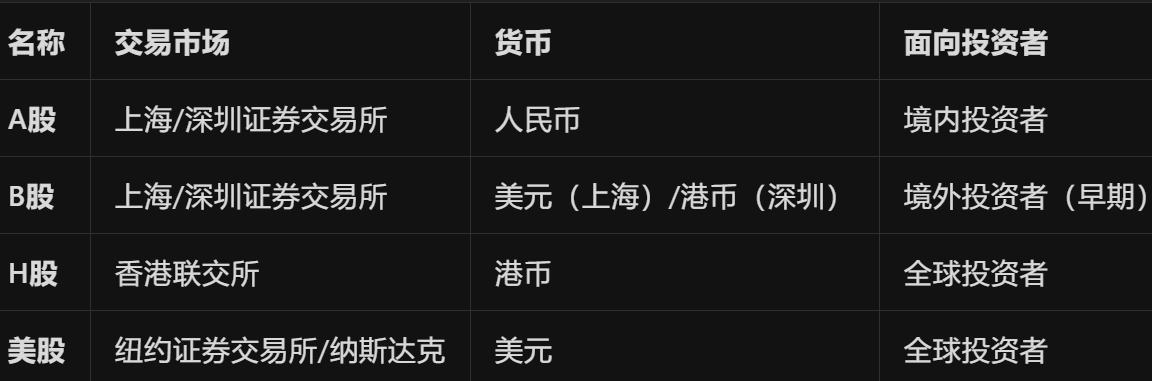 名称 交易市场 货币 面向投资者
A股 上海/深圳证券交易所 人民币 境内投资者
B股 上海/深圳证券交易所 美元（上海）/港币（深圳） 境外投资者（早期）
H股 香港联交所 港币 全球投资者
美股 纽约证券交易所/纳斯达克 美元 全球投资者